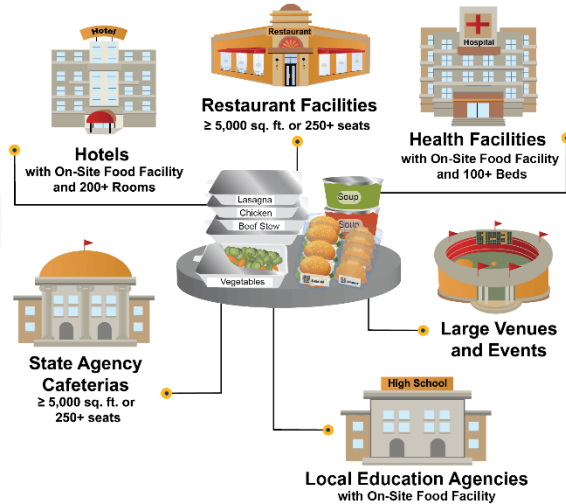 Hotel
Hotels
with On-Site Food Facility
and 200+ Rooms
Restaurant
Restaurant Facilities
≥ 5,000 sq. ft. or 250+ seats
Hospital
Health Facilities
with On-Site Food Facility
and 100+ Beds
Lasagna
Chicken
Beef Stew
Vegetables
Soup
Soup
State Agency
Cafeterias
≥ 5,000 sq. ft. or
250+ seats
Large Venues
and Events
High School
Local Education Agencies
with On-Site Food Facility